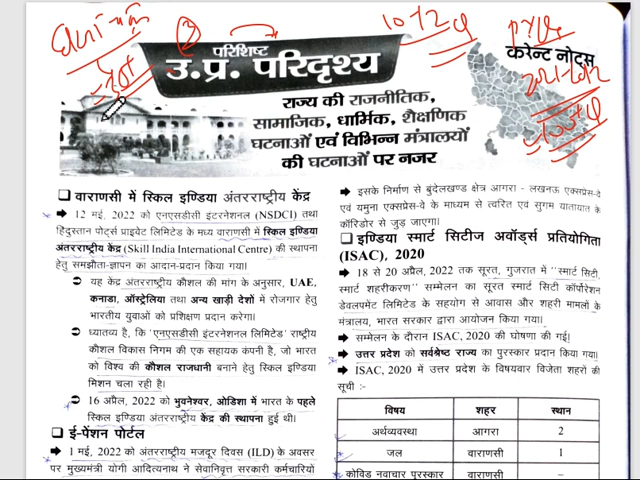 घटना चक्र
10-12 Q
परिशिष्ट
उ.प्र. परिदृश्य
करेन्ट नोट्स
राज्य की राजनीतिक,
सामाजिक, धार्मिक, शैक्षणिक
घटनाओं एवं विभिन्न मंत्रालयों
की घटनाओं पर नजर
वाराणसी में स्किल इण्डिया अंतरराष्ट्रीय केंद्र
12 मई, 2022 को एनएसडीसी इंटरनेशनल (NSDCI) तथा
हिंदुस्तान पोर्ट्स प्राइवेट लिमिटेड के मध्य वाराणसी में स्किल इण्डिया
अंतरराष्ट्रीय केंद्र (Skill India International Centre) की स्थापना
हेतु समझौता-ज्ञापन का आदान-प्रदान किया गया।
यह केंद्र अंतरराष्ट्रीय कौशल की मांग के अनुसार, UAE,
कनाडा, ऑस्ट्रेलिया तथा अन्य खाड़ी देशों में रोजगार हेतु
भारतीय युवाओं को प्रशिक्षण प्रदान करेगा।
ध्यातव्य है, कि 'एनएसडीसी इंटरनेशनल लिमिटेड' राष्ट्रीय
कौशल विकास निगम की एक सहायक कंपनी है, जो भारत
को विश्व की कौशल राजधानी बनाने हेतु स्किल इण्डिया
मिशन चला रही है।
16 अप्रैल, 2022 को भुवनेश्वर, ओडिशा में भारत के पहले
स्किल इण्डिया अंतरराष्ट्रीय केंद्र की स्थापना हुई थी।
ई-पेंशन पोर्टल
1 मई, 2022 को अंतरराष्ट्रीय मजदूर दिवस (ILD) के अवसर
पर मुख्यमंत्री योगी आदित्यनाथ ने सेवानिवृत्त सरकारी कर्मचारियों
इसके निर्माण से बुंदेलखण्ड क्षेत्र आगरा - लखनऊ एक्सप्रेस-वे
एवं यमुना एक्सप्रेस-वे के माध्यम से त्वरित एवं सुगम यातायात के
कॉरिडोर से जुड़ जाएगा।
इण्डिया स्मार्ट सिटीज अवॉर्ड्स प्रतियोगिता
(ISAC), 2020
18 से 20 अप्रैल, 2022 तक सूरत, गुजरात में ''स्मार्ट सिटी,
स्मार्ट शहरीकरण'' सम्मेलन का सूरत स्मार्ट सिटी कॉर्पोरेशन
डेवलपमेंट लिमिटेड के सहयोग से आवास और शहरी मामलों के
मंत्रालय, भारत सरकार द्वारा आयोजन किया गया।
सम्मेलन के दौरान ISAC, 2020 की घोषणा की गई।
उत्तर प्रदेश को सर्वश्रेष्ठ राज्य का पुरस्कार प्रदान किया गया।
ISAC, 2020 में उत्तर प्रदेश के विषयवार विजेता शहरों की
सूची :-
विषय शहर स्थान
अर्थव्यवस्था आगरा 2
जल वाराणसी 1
कोविड नवाचार पुरस्कार वाराणसी -